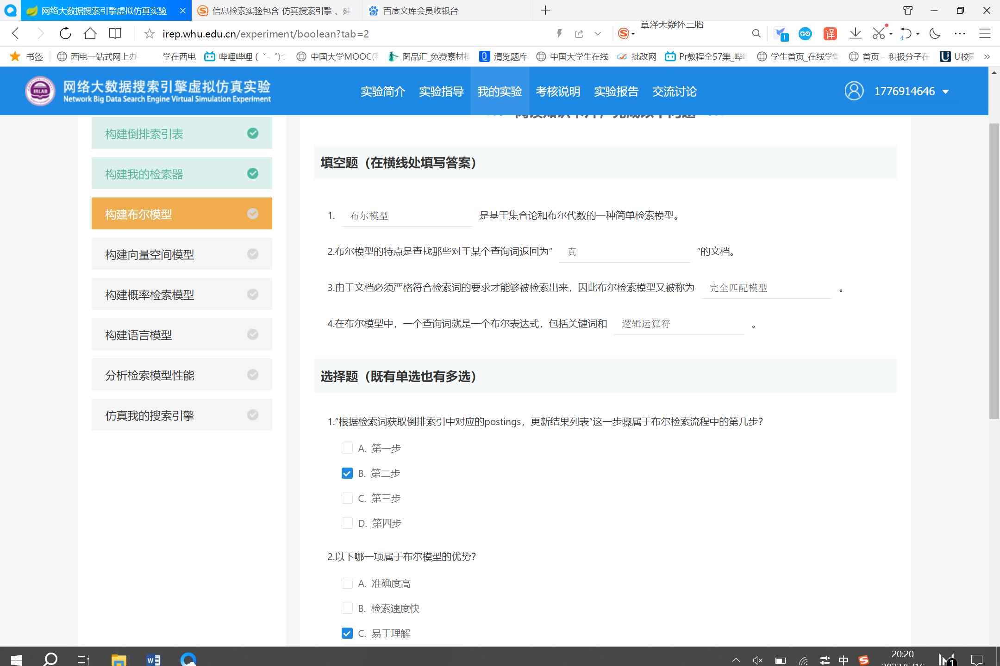 网络大数据搜索引擎虚拟仿真实验
信息检索实验包含 仿真搜索引擎 、建
百度文库会员收银台
irep.whu.edu.cn/experiment/boolean?tab=2
章泽天疑怀三胎
译
4
书签
西电一站式网上办
学在西电
哔哩哔哩 ( ゜- ゜)つ
中国大学MOOC(慕
图品汇_免费素材模
清览题库
中国大学生在线
批改网
Pr教程全57集_哔哩
学生首页_在线学堂
首页 - 积极分子在
U校园
IRLAB
网络大数据搜索引擎虚拟仿真实验
Network Big Data Search Engine Virtual Simulation Experiment
实验简介
实验指导
我的实验
考核说明
实验报告
交流讨论
1776914646
阅读知识卡片，完成以下问题
构建倒排索引表
构建我的检索器
构建布尔模型
构建向量空间模型
构建概率检索模型
构建语言模型
分析检索模型性能
仿真我的搜索引擎
填空题（在横线处填写答案）
1. 布尔模型 是基于集合论和布尔代数的一种简单检索模型。
2.布尔模型的特点是查找那些对于某个查询词返回为“ 真 ”的文档。
3.由于文档必须严格符合检索词的要求才能够被检索出来，因此布尔检索模型又被称为 完全匹配模型 。
4.在布尔模型中，一个查询词就是一个布尔表达式，包括关键词和 逻辑运算符 。
选择题（既有单选也有多选）
1.“根据检索词获取倒排索引中对应的postings，更新结果列表”这一步骤属于布尔检索流程中的第几步？
A. 第一步
B. 第二步
C. 第三步
D. 第四步
2.以下哪一项属于布尔模型的优势？
A. 准确度高
B. 检索速度快
C. 易于理解
中
20:20
1